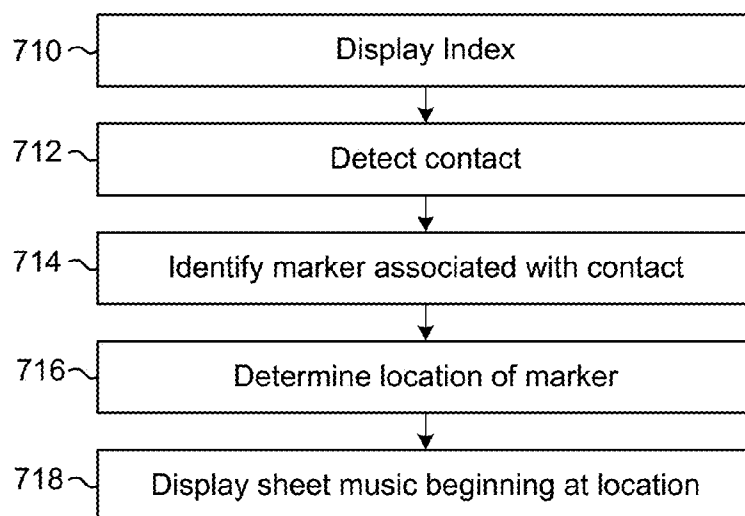 710 Display Index
712 Detect contact
714 Identify marker associated with contact
716 Determine location of marker
718 Display sheet music beginning at location